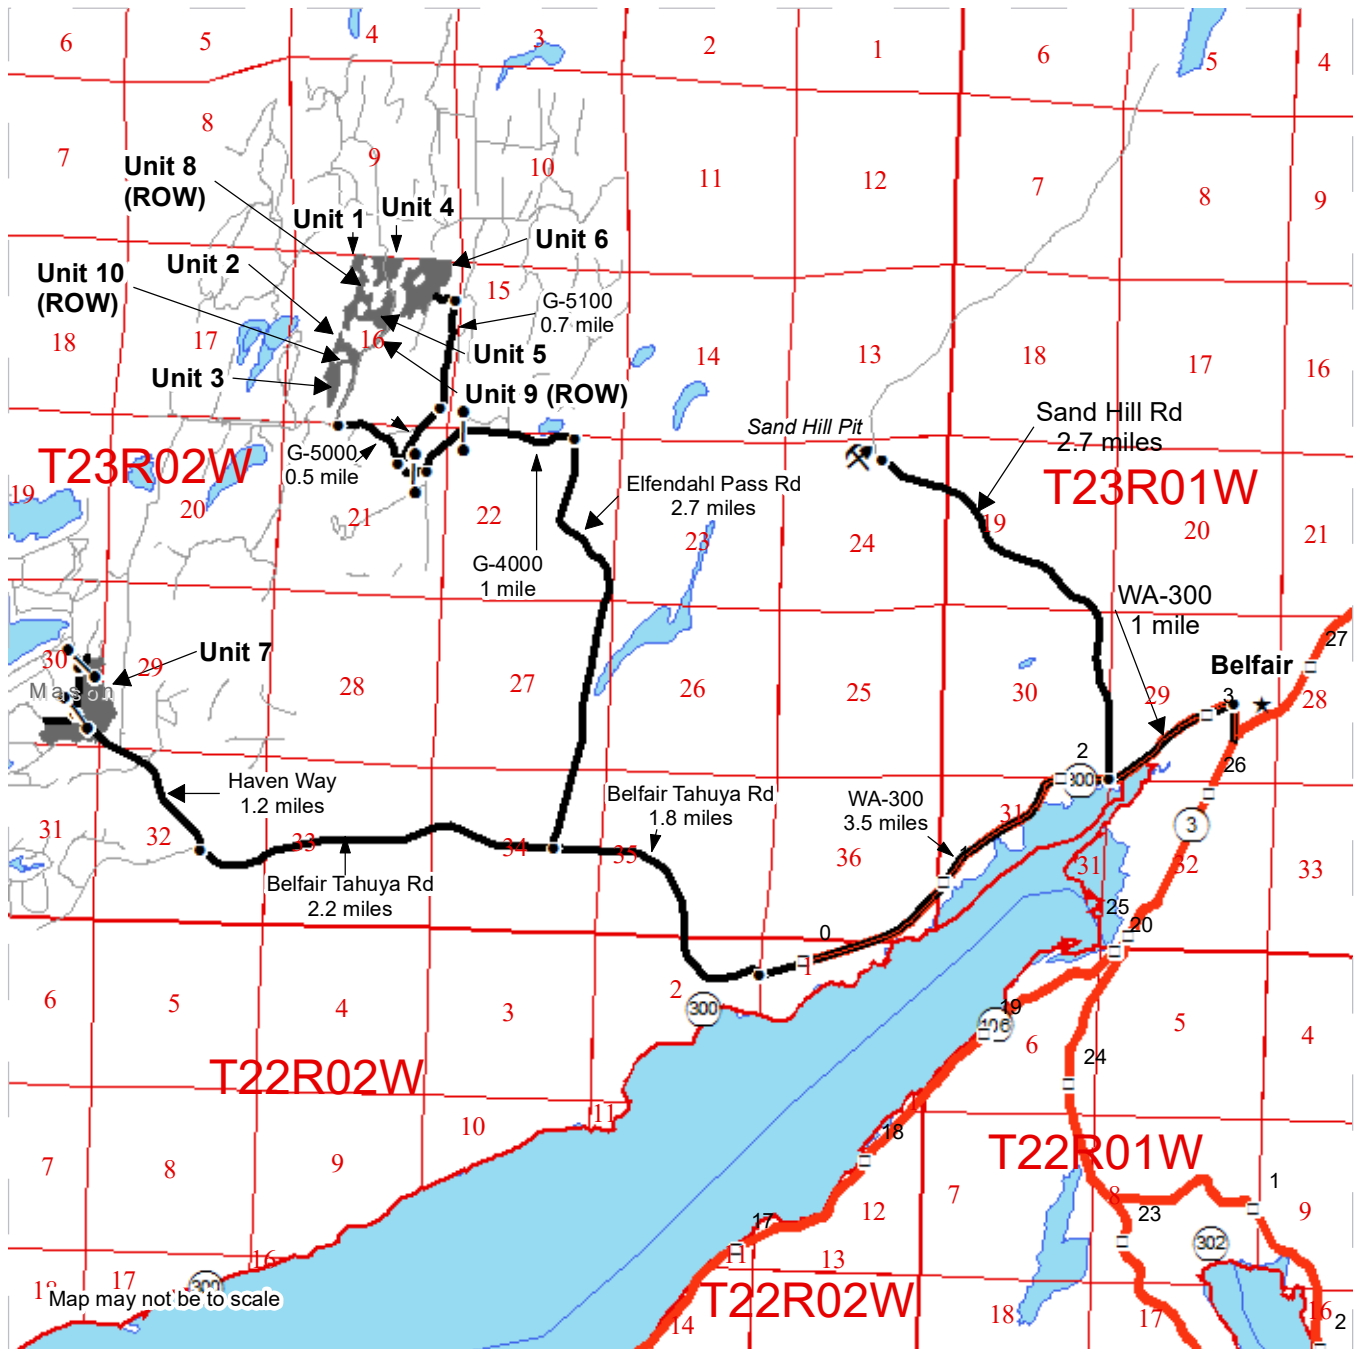 6
5
4
3
2
1
6
5
4
8
7
9
10
11
12
7
8
9
Unit 8
(ROW)
Unit 1
Unit 4
Unit 6
Unit 2
Unit 10
(ROW)
15
G-5100
0.7 mile
18
17
16
14
13
18
17
16
Unit 5
Unit 3
Unit 9 (ROW)
Sand Hill Pit
Sand Hill Rd
2.7 miles
G-5000
0.5 mile
T23R02W
T23R01W
19
20
21
22
Elfendahl Pass Rd
2.7 miles
23
24
19
20
21
G-4000
1 mile
WA-300
1 mile
27
30
29
Unit 7
Mason
28
27
26
25
30
29
Belfair
3
28
26
2
300
Haven Way
1.2 miles
Belfair Tahuya Rd
1.8 miles
WA-300
3.5 miles
31
3
31
32
33
34
35
36
31
32
33
Belfair Tahuya Rd
2.2 miles
25
20
0
1
6
5
4
3
2
300
19
106
6
5
4
24
T22R02W
11
10
9
8
7
1
18
T22R01W
12
7
8
9
1
23
17
11
13
302
16
300
17
18
Map may not be to scale
T22R02W
14
18
17
16
2